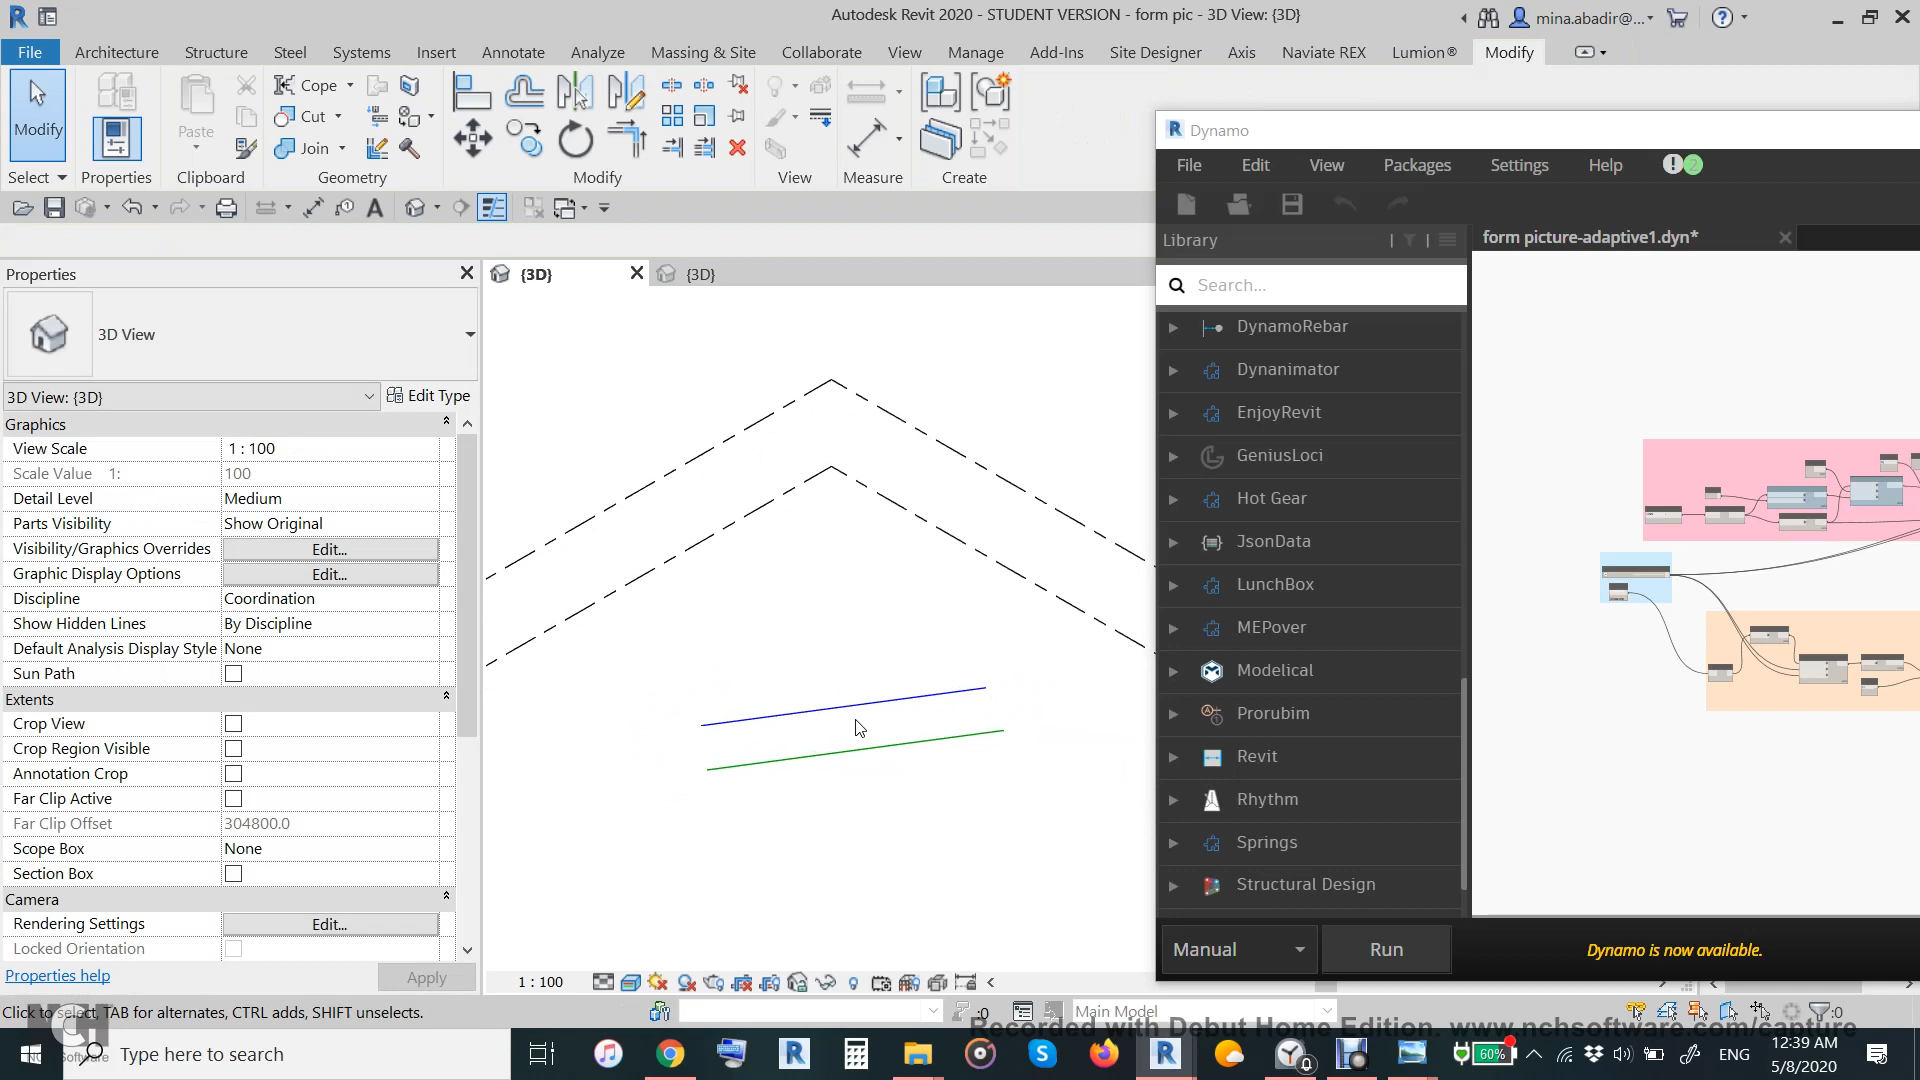 Autodesk Revit 2020 - STUDENT VERSION - form pic - 3D View: {3D}
mina.abadir@...
File Architecture Structure Steel Systems Insert Annotate Analyze Massing & Site Collaborate View Manage Add-Ins Site Designer Axis Naviate REX Lumion® Modify
Modify
Paste
Cope
Cut
Join
Select Properties Clipboard Geometry Modify View Measure Create
Dynamo
File Edit View Packages Settings Help
Library
form picture-adaptive1.dyn*
Search...
DynamoRebar
Dynanimator
EnjoyRevit
GeniusLoci
Hot Gear
JsonData
LunchBox
MEPover
Modelical
Prorubim
Revit
Rhythm
Springs
Structural Design
Manual Run
Dynamo is now available.
Properties
{3D} {3D}
3D View
3D View: {3D} Edit Type
Graphics
View Scale 1 : 100
Scale Value 1: 100
Detail Level Medium
Parts Visibility Show Original
Visibility/Graphics Overrides Edit...
Graphic Display Options Edit...
Discipline Coordination
Show Hidden Lines By Discipline
Default Analysis Display Style None
Sun Path
Extents
Crop View
Crop Region Visible
Annotation Crop
Far Clip Active
Far Clip Offset 304800.0
Scope Box None
Section Box
Camera
Rendering Settings Edit...
Locked Orientation
Properties help Apply
1 : 100
Click to select, TAB for alternates, CTRL adds, SHIFT unselects.
:0
Main Model
:0
Recorded with Debut Home Edition. www.nchsoftware.com/capture
NCH Software
Type here to search
60%
ENG
12:39 AM
5/8/2020